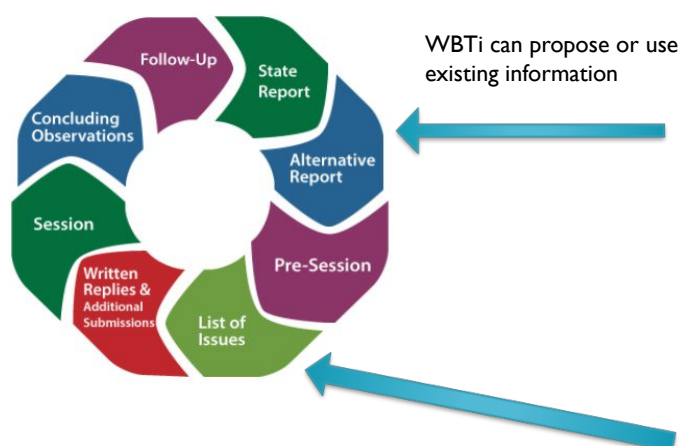 WBTi can propose or use
existing information
Follow-Up
State
Report
Alternative
Report
Pre-Session
List of
Issues
Written
Replies &
Additional
Submissions
Session
Concluding
Observations